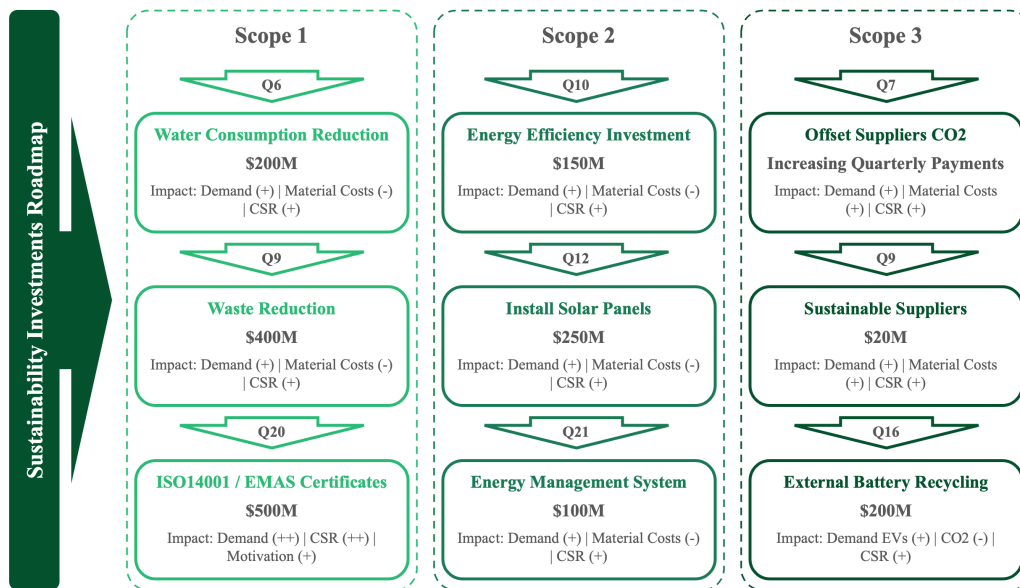 Sustainability Investments Roadmap
Scope 1
Q6
Water Consumption Reduction
$200M
Impact: Demand (+) | Material Costs (-)
| CSR (+)
Q9
Waste Reduction
$400M
Impact: Demand (+) | Material Costs (-)
| CSR (+)
Q20
ISO14001 / EMAS Certificates
$500M
Impact: Demand (++) | CSR (++) |
Motivation (+)
Scope 2
Q10
Energy Efficiency Investment
$150M
Impact: Demand (+) | Material Costs (-)
| CSR (+)
Q12
Install Solar Panels
$250M
Impact: Demand (+) | Material Costs (-)
| CSR (+)
Q21
Energy Management System
$100M
Impact: Demand (+) | Material Costs (-)
| CSR (+)
Scope 3
Q7
Offset Suppliers CO2
Increasing Quarterly Payments
Impact: Demand (+) | Material Costs
(+) | CSR (+)
Q9
Sustainable Suppliers
$20M
Impact: Demand (+) | Material Costs
(+) | CSR (+)
Q16
External Battery Recycling
$200M
Impact: Demand EVs (+) | CO2 (-) |
CSR (+)